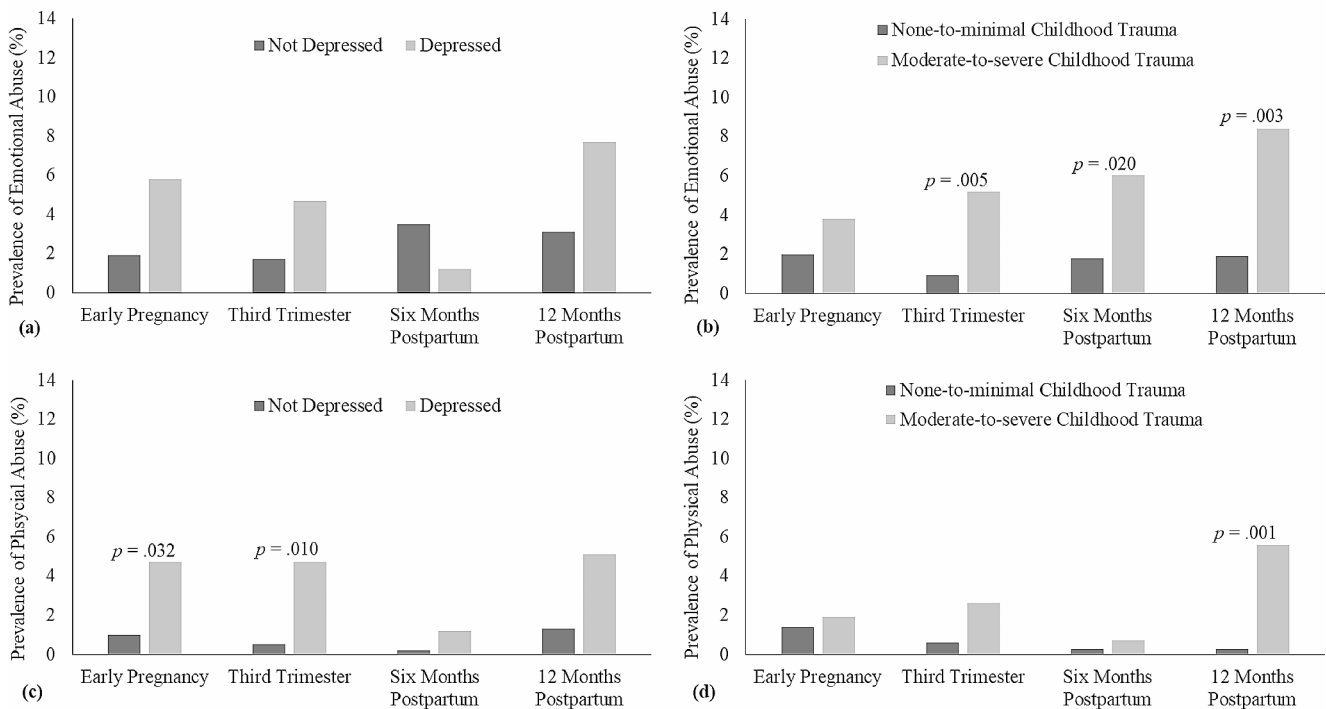 Prevalence of Emotional Abuse (%)
14
12
10
8
6
4
2
0
Not Depressed
Depressed
Early Pregnancy
Third Trimester
Six Months
Postpartum
12 Months
Postpartum
(a)
Prevalence of Emotional Abuse (%)
14
12
10
8
6
4
2
0
None-to-minimal Childhood Trauma
Moderate-to-severe Childhood Trauma
p = .005
p = .020
p = .003
Early Pregnancy
Third Trimester
Six Months
Postpartum
12 Months
Postpartum
(b)
Prevalence of Phsycial Abuse (%)
14
12
10
8
6
4
2
0
Not Depressed
Depressed
p = .032
p = .010
Early Pregnancy
Third Trimester
Six Months
Postpartum
12 Months
Postpartum
(c)
Prevalence of Physical Abuse (%)
14
12
10
8
6
4
2
0
None-to-minimal Childhood Trauma
Moderate-to-severe Childhood Trauma
p = .001
Early Pregnancy
Third Trimester
Six Months
Postpartum
12 Months
Postpartum
(d)